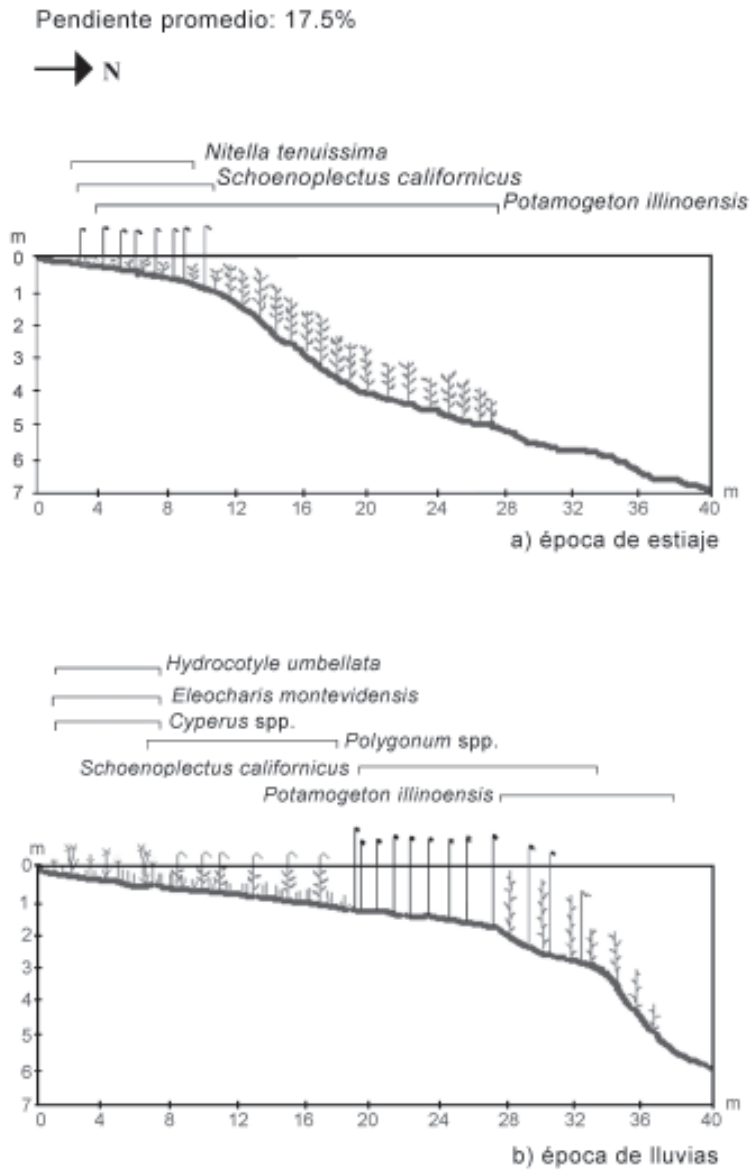 Pendiente promedio: 17.5%
N
Nitella tenuissima
Schoenoplectus californicus
Potamogeton illinoensis
m
0
1
2
3
4
5
6
7
0 4 8 12 16 20 24 28 32 36 40 m
a) época de estiaje
Hydrocotyle umbellata
Eleocharis montevidensis
Cyperus spp.
Polygonum spp.
Schoenoplectus californicus
Potamogeton illinoensis
m
0
1
2
3
4
5
6
7
0 4 8 12 16 20 24 28 32 36 40 m
b) época de lluvias